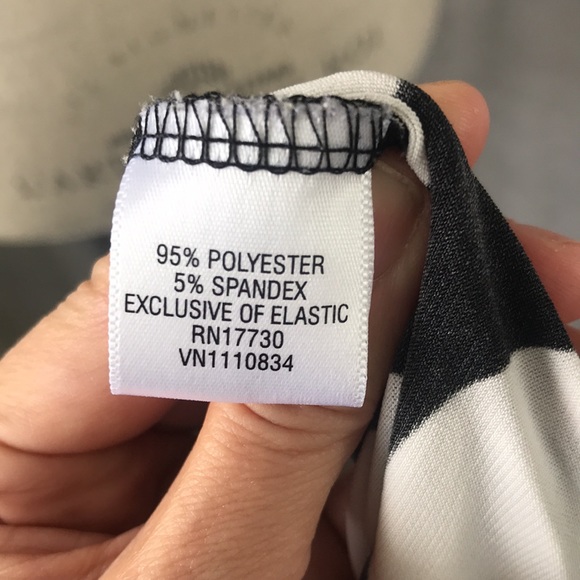 95% POLYESTER
5% SPANDEX
EXCLUSIVE OF ELASTIC
RN17730
VN1110834